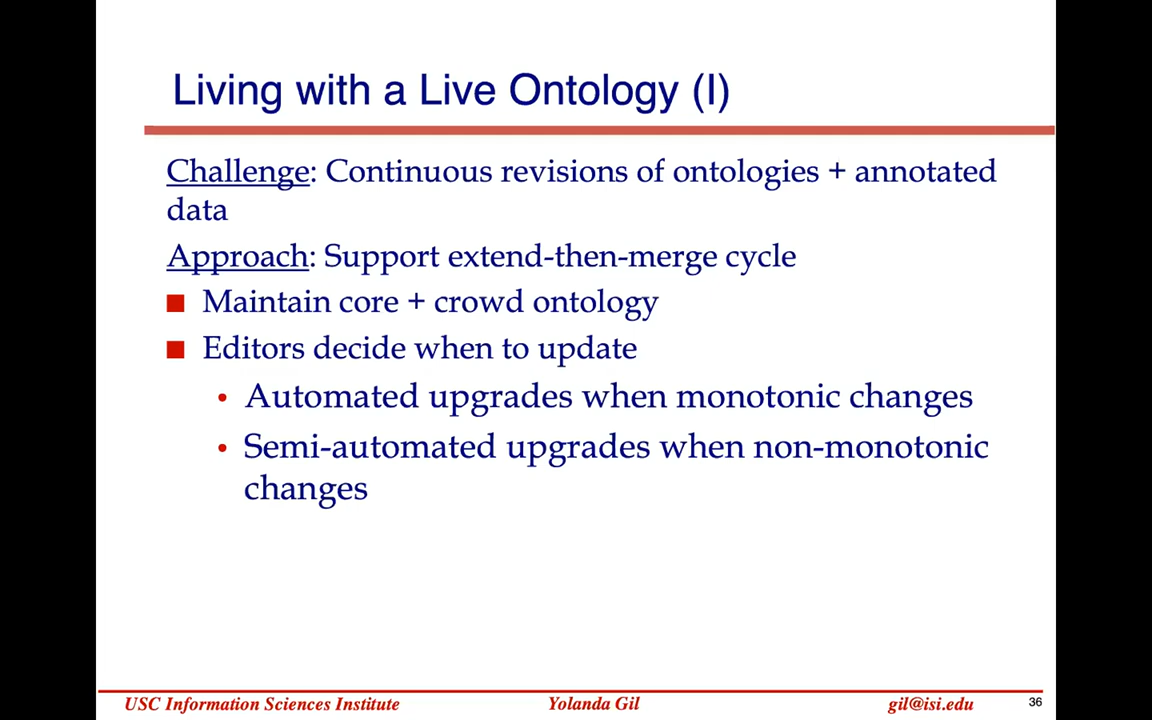 Living with a Live Ontology (I)
Challenge: Continuous revisions of ontologies + annotated
data
Approach: Support extend-then-merge cycle
Maintain core + crowd ontology
Editors decide when to update
Automated upgrades when monotonic changes
Semi-automated upgrades when non-monotonic
changes
USC Information Sciences Institute Yolanda Gil gil@isi.edu 36